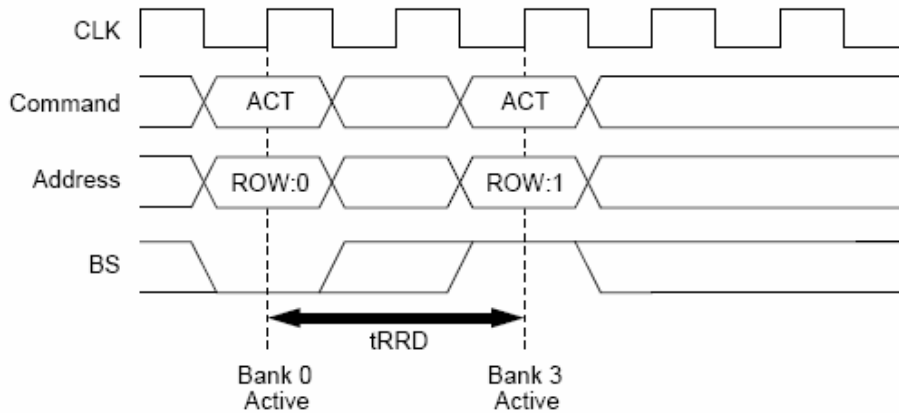 CLK
Command
ACT
ACT
Address
ROW:0
ROW:1
BS
tRRD
Bank 0
Active
Bank 3
Active